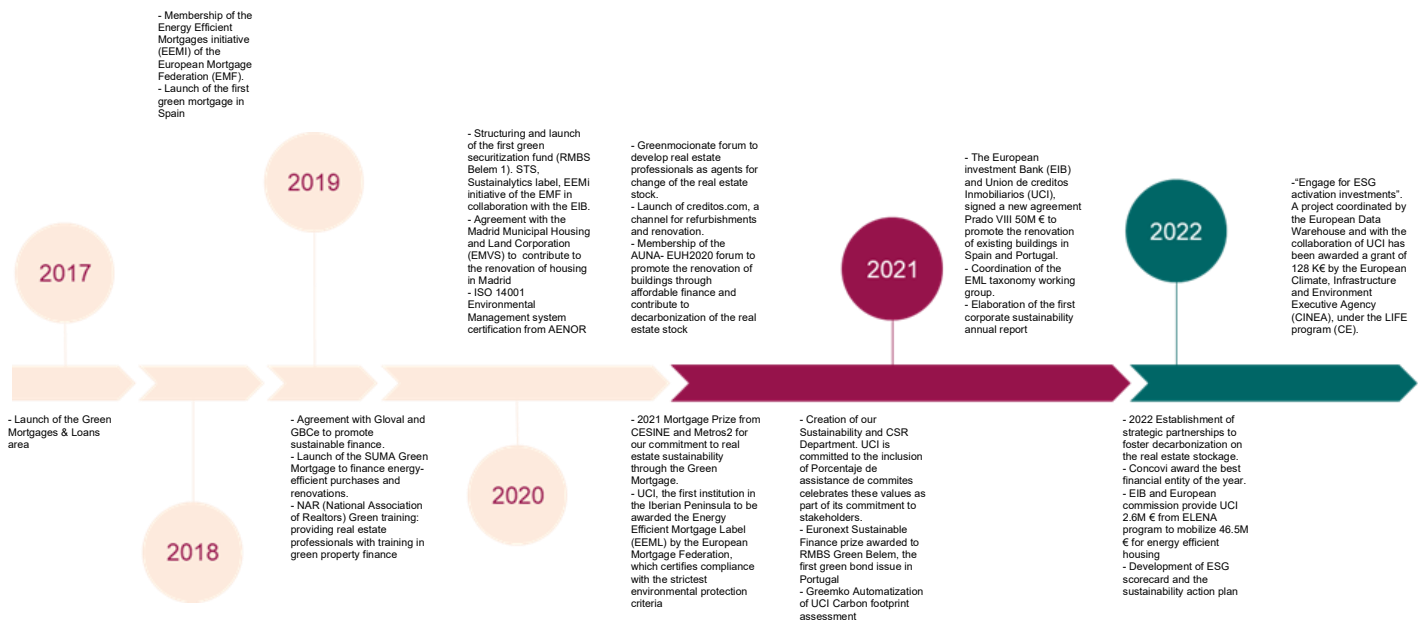 - Membership of the
Energy Efficient
Mortgages initiative
(EEMI) of the
European Mortgage
Federation (EMF).
- Launch of the first
green mortgage in
Spain
2017
2019
- Structuring and launch
of the first green
securitization fund (RMBS
Belem 1). STS,
Sustainalytics label, EEMi
initiative of the EMF in
collaboration with the EIB.
- Agreement with the
Madrid Municipal Housing
and Land Corporation
(EMVS) to contribute to
the renovation of housing
in Madrid
- ISO 14001
Environmental
Management system
certification from AENOR
- Greenmocionate forum to
develop real estate
professionals as agents for
change of the real estate
stock.
- Launch of creditos.com, a
channel for refurbishments
and renovation.
- Membership of the
AUNA- EUH2020 forum to
promote the renovation of
buildings through
affordable finance and
contribute to
decarbonization of the real
estate stock
2021
- The European
investment Bank (EIB)
and Union de creditos
Inmobiliarios (UCI),
signed a new agreement
Prado VIII 50M € to
promote the renovation
of existing buildings in
Spain and Portugal.
- Coordination of the
EML taxonomy working
group.
- Elaboration of the first
corporate sustainability
annual report
2022
-“Engage for ESG
activation investments”.
A project coordinated by
the European Data
Warehouse and with the
collaboration of UCI has
been awarded a grant of
128 K€ by the European
Climate, Infrastructure
and Environment
Executive Agency
(CINEA), under the LIFE
program (CE).
- Launch of the Green
Mortgages & Loans
area
2018
- Agreement with Gloval and
GBCe to promote
sustainable finance.
- Launch of the SUMA Green
Mortgage to finance energy-
efficient purchases and
renovations.
- NAR (National Association
of Realtors) Green training:
providing real estate
professionals with training in
green property finance
2020
- 2021 Mortgage Prize from
CESINE and Metros2 for
our commitment to real
estate sustainability
through the Green
Mortgage.
- UCI, the first institution in
the Iberian Peninsula to be
awarded the Energy
Efficient Mortgage Label
(EEML) by the European
Mortgage Federation,
which certifies compliance
with the strictest
environmental protection
criteria
- Creation of our
Sustainability and CSR
Department. UCI is
committed to the inclusion
of Porcentaje de
assistance de commites
celebrates these values as
part of its commitment to
stakeholders.
- Euronext Sustainable
Finance prize awarded to
RMBS Green Belem, the
first green bond issue in
Portugal
- Greemko Automatization
of UCI Carbon footprint
assessment
- 2022 Establishment of
strategic partnerships to
foster decarbonization on
the real estate stockage.
- Concovi award the best
financial entity of the year.
- EIB and European
commission provide UCI
2.6M € from ELENA
program to mobilize 46.5M
€ for energy efficient
housing
- Development of ESG
scorecard and the
sustainability action plan